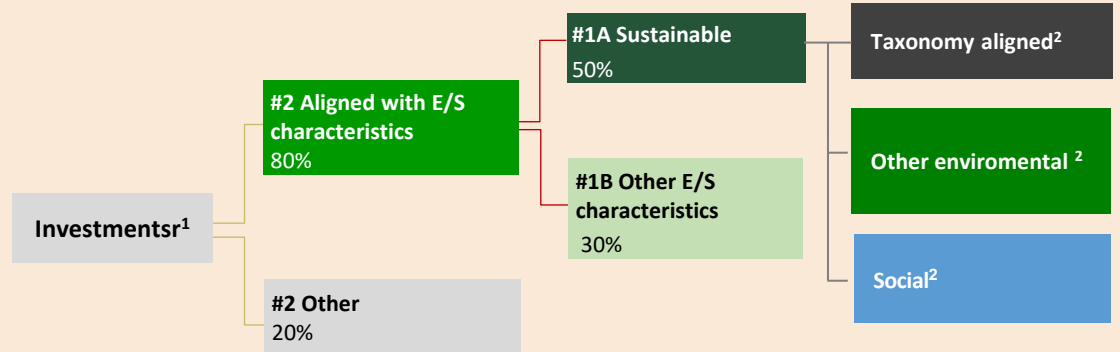 Investmentsr¹
#2 Aligned with E/S
characteristics
80%
#2 Other
20%
#1A Sustainable
50%
#1B Other E/S
characteristics
30%
Taxonomy aligned²
Other enviromental ²
Social²